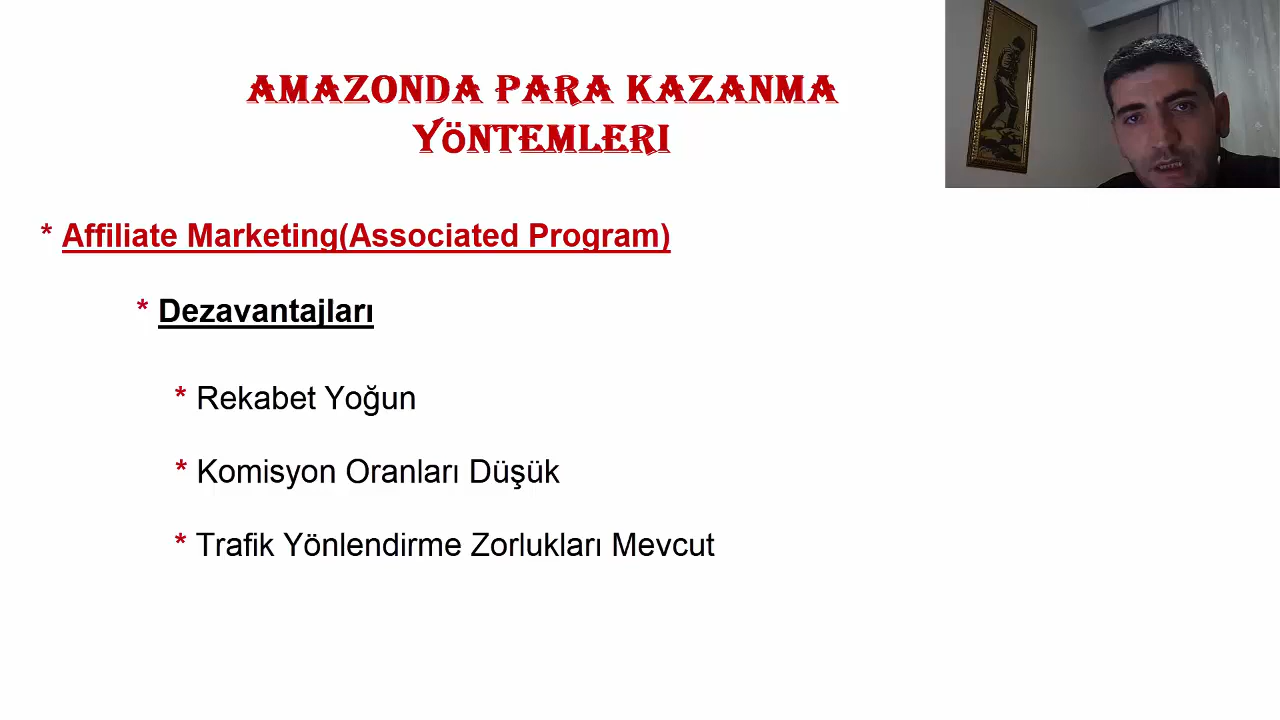 AMAZONDA PARA KAZANMA
YÖNTEMLERI
* Affiliate Marketing(Associated Program)
* Dezavantajları
* Rekabet Yoğun
* Komisyon Oranları Düşük
* Trafik Yönlendirme Zorlukları Mevcut